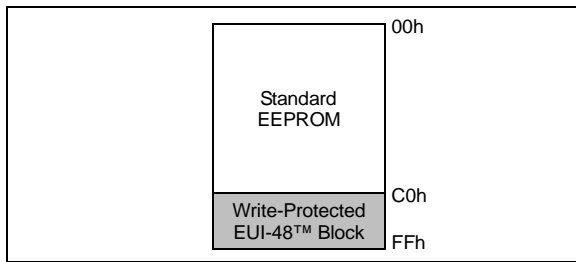 00h
Standard
EEPROM
C0h
Write-Protected
EUI-48™ Block
FFh